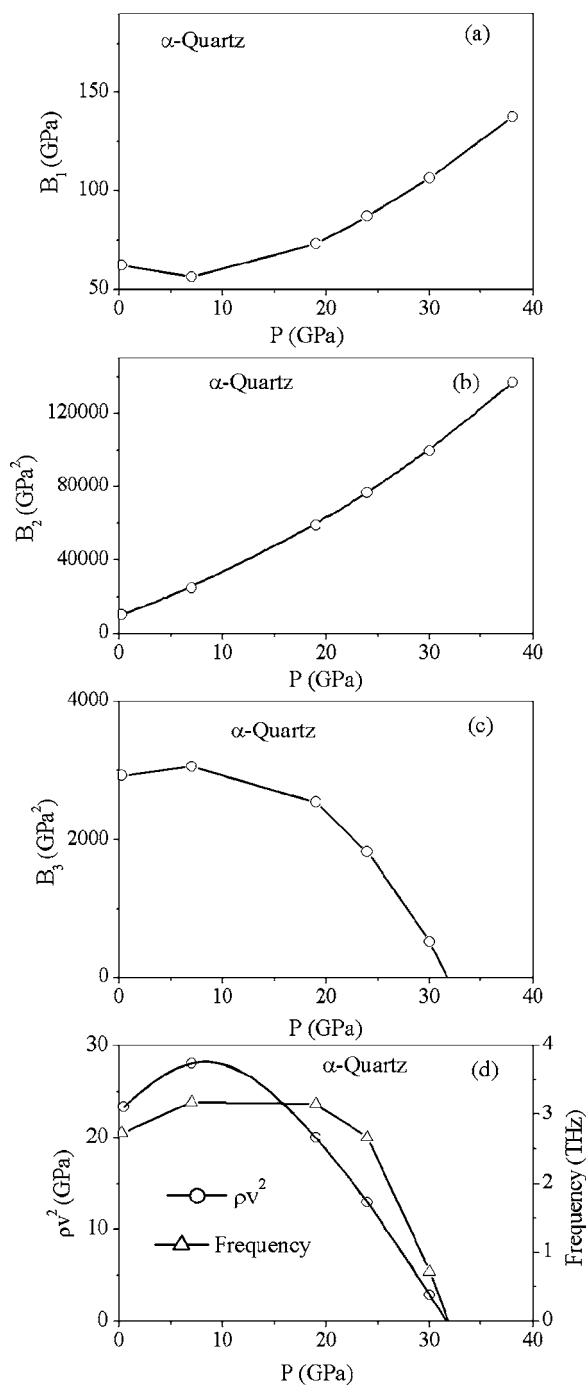 α-Quartz
(a)
150
100
50
B₁ (GPa)
0 10 20 30 40
P (GPa)
α-Quartz
(b)
120000
80000
40000
0
B₂ (GPa²)
0 10 20 30 40
P (GPa)
4000
α-Quartz
(c)
2000
0
B₃ (GPa²)
0 10 20 30 40
P (GPa)
30
20
10
0
ρv² (GPa)
α-Quartz
(d)
ρv²
Frequency
4
3
2
1
0
Frequency (THz)
0 10 20 30 40
P (GPa)